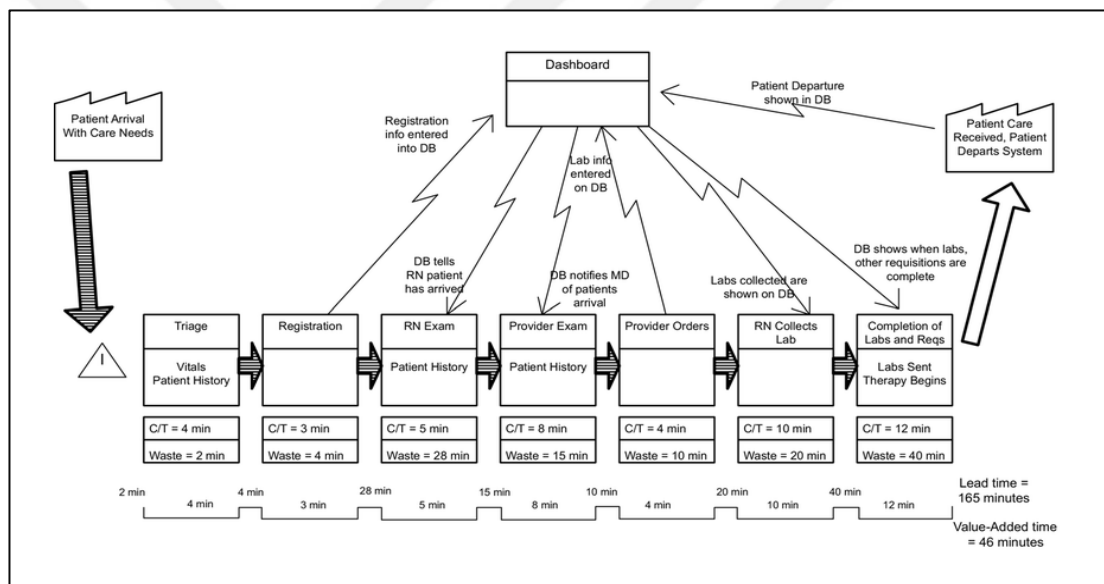 Dashboard
Patient Arrival
With Care Needs
Registration
info entered
into DB
Lab info
entered
on DB
Patient Departure
shown in DB
Patient Care
Received, Patient
Departs System
DB tells
RN patient
has arrived
DB notifies MD
of patients
arrival
Labs collected are
shown on DB
DB shows when labs,
other requisitions are
complete
I
Triage
Vitals
Patient History
Registration
RN Exam
Patient History
Provider Exam
Patient History
Provider Orders
RN Collects
Lab
Completion of
Labs and Reqs
Labs Sent
Therapy Begins
C/T = 4 min
Waste = 2 min
C/T = 3 min
Waste = 4 min
C/T = 5 min
Waste = 28 min
C/T = 8 min
Waste = 15 min
C/T = 4 min
Waste = 10 min
C/T = 10 min
Waste = 20 min
C/T = 12 min
Waste = 40 min
2 min
4 min
4 min
3 min
28 min
5 min
15 min
8 min
10 min
4 min
20 min
10 min
40 min
12 min
Lead time =
165 minutes
Value-Added time
= 46 minutes